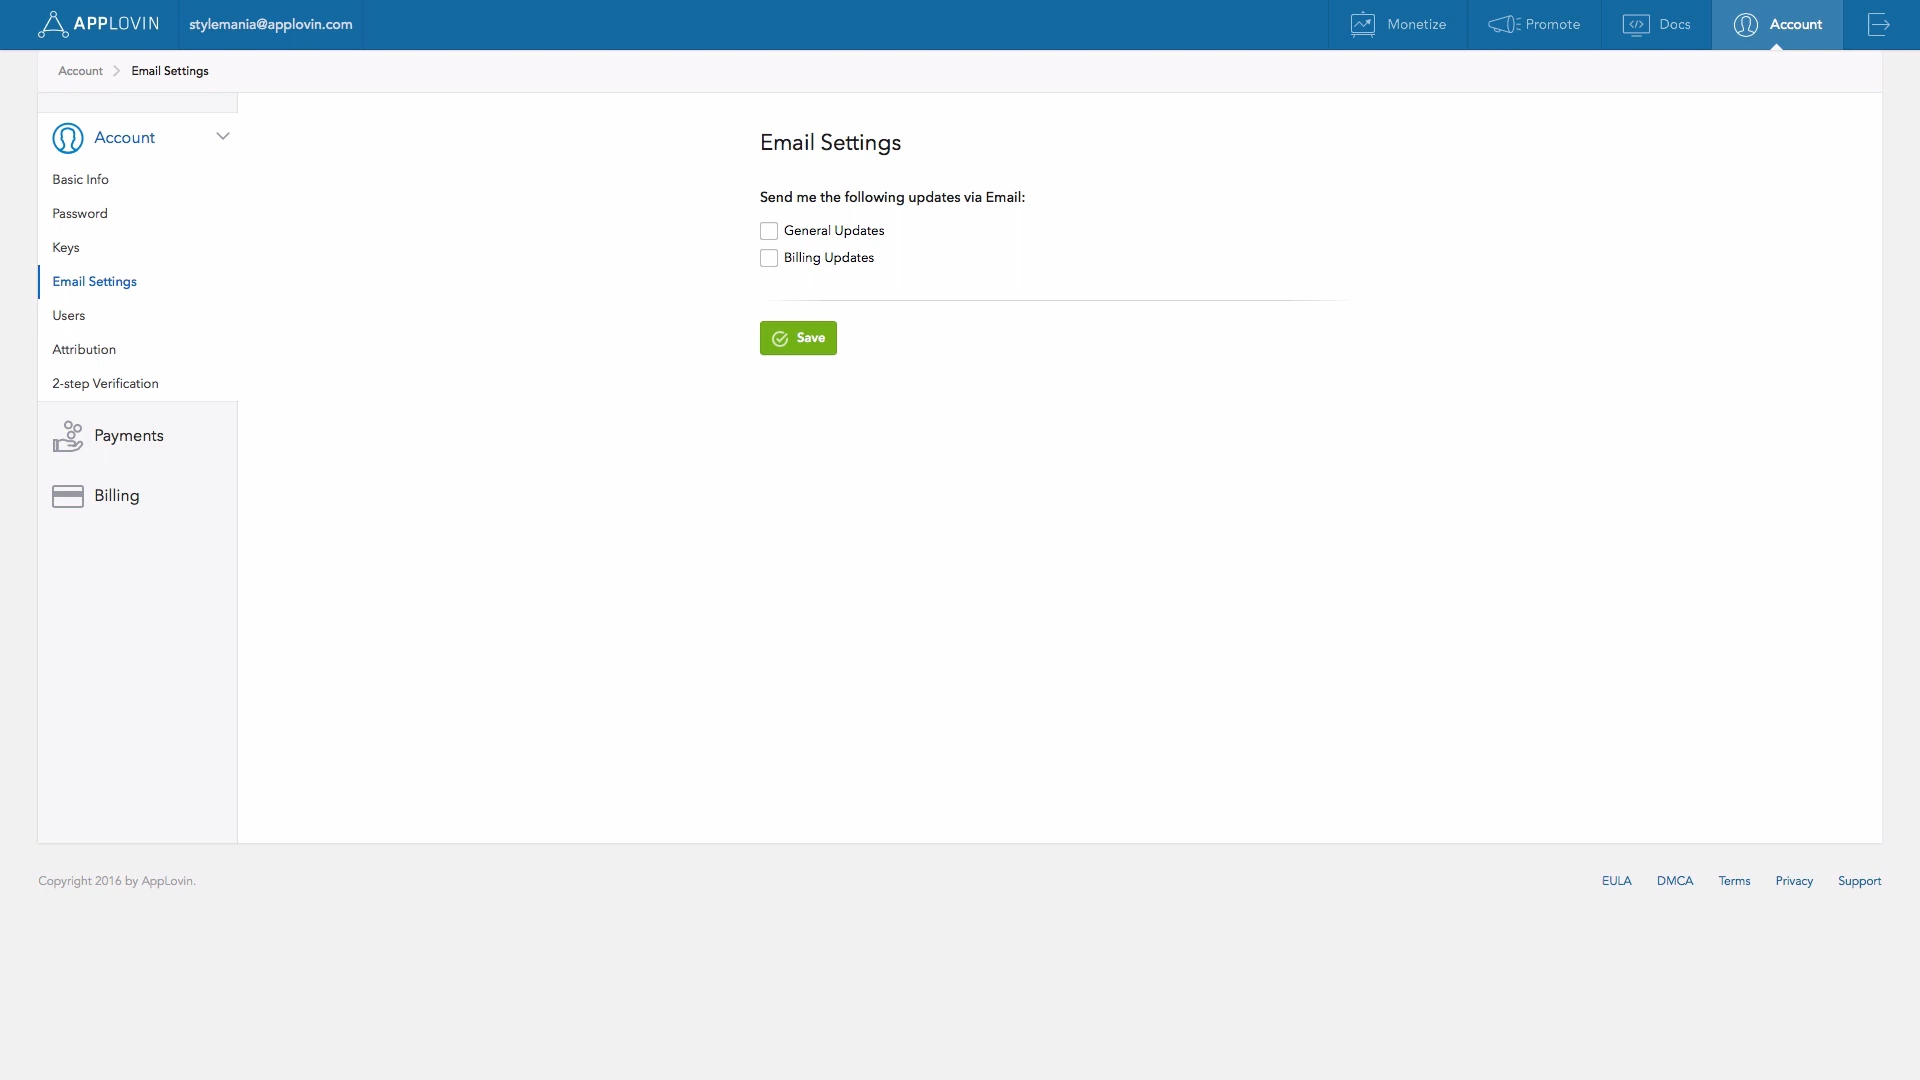 APPLOVIN
stylemania@applovin.com
Monetize
Promote
Docs
Account
Account
Email Settings
Account
Basic Info
Password
Keys
Email Settings
Users
Attribution
2-step Verification
Payments
Billing
Email Settings
Send me the following updates via Email:
General Updates
Billing Updates
Save
Copyright 2016 by AppLovin.
EULA
DMCA
Terms
Privacy
Support